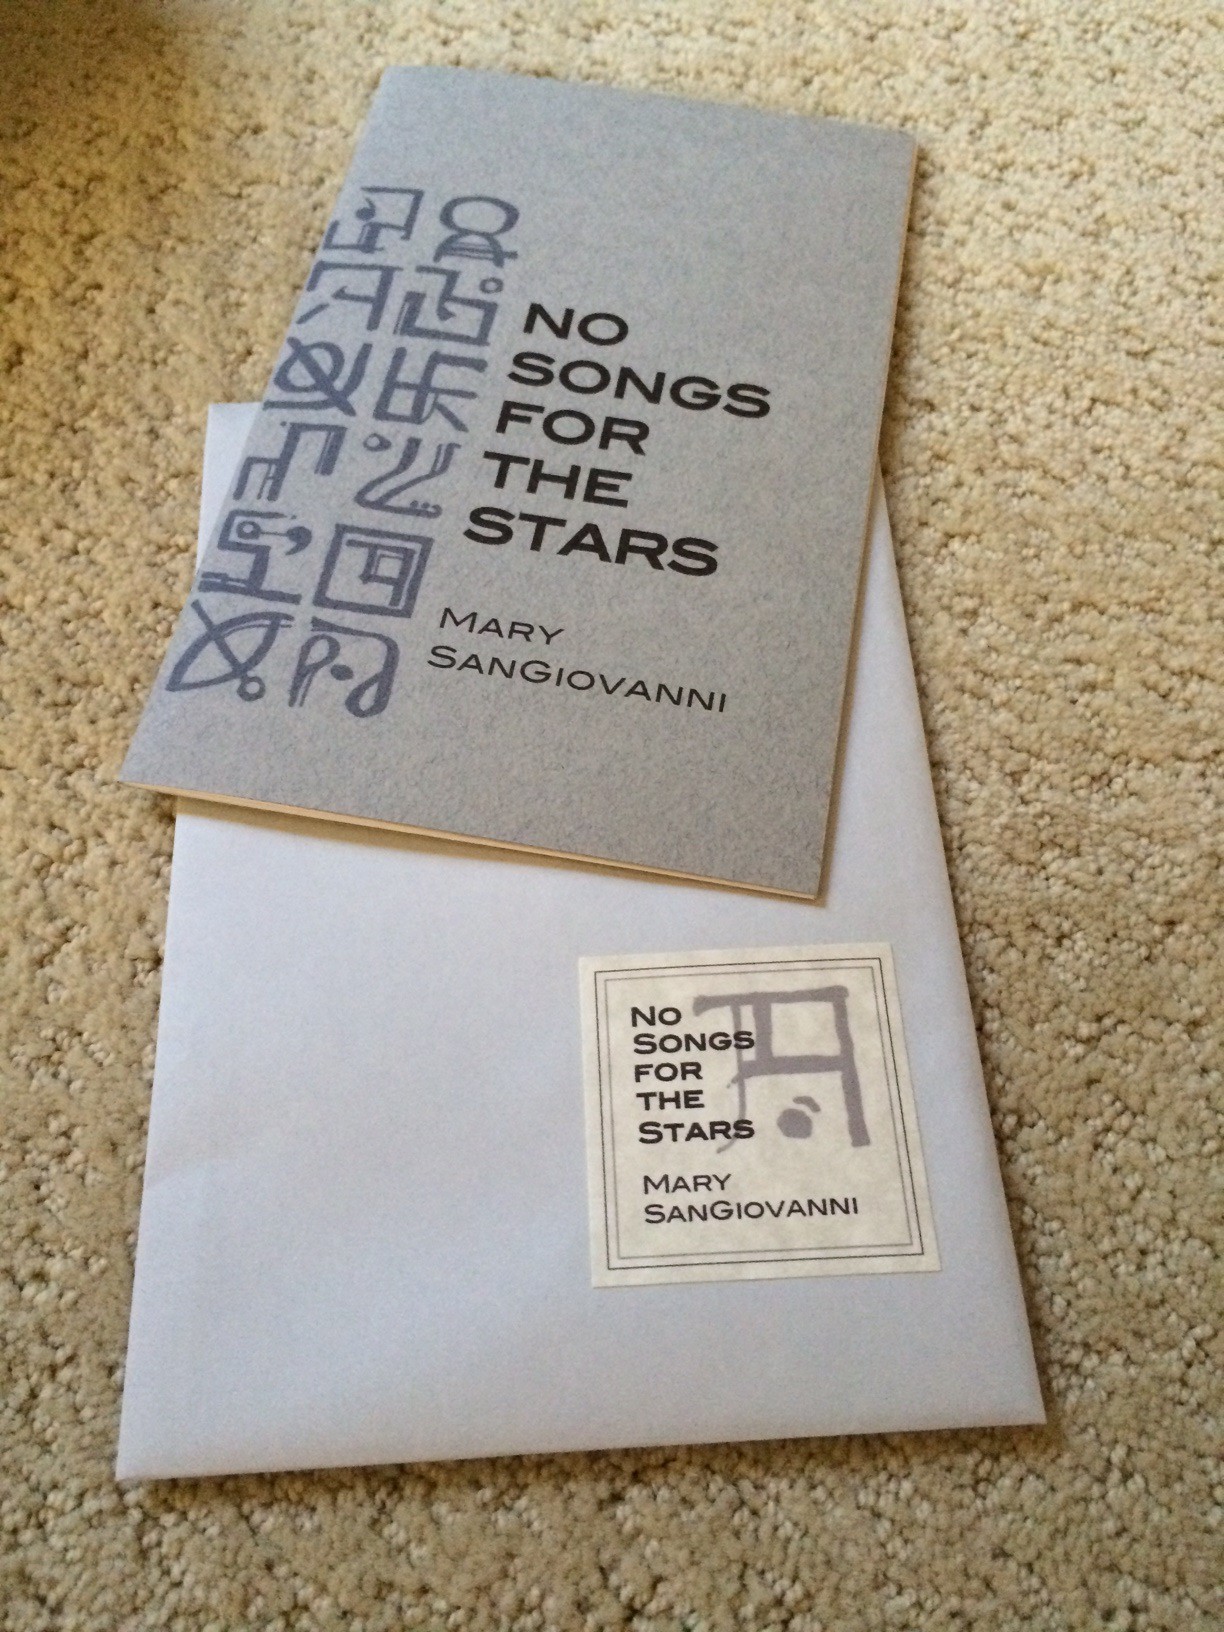 NO
SONGS
FOR
THE
STARS
MARY
SANGIOVANNI
NO
SONGS
FOR
THE
STARS
MARY
SANGIOVANNI